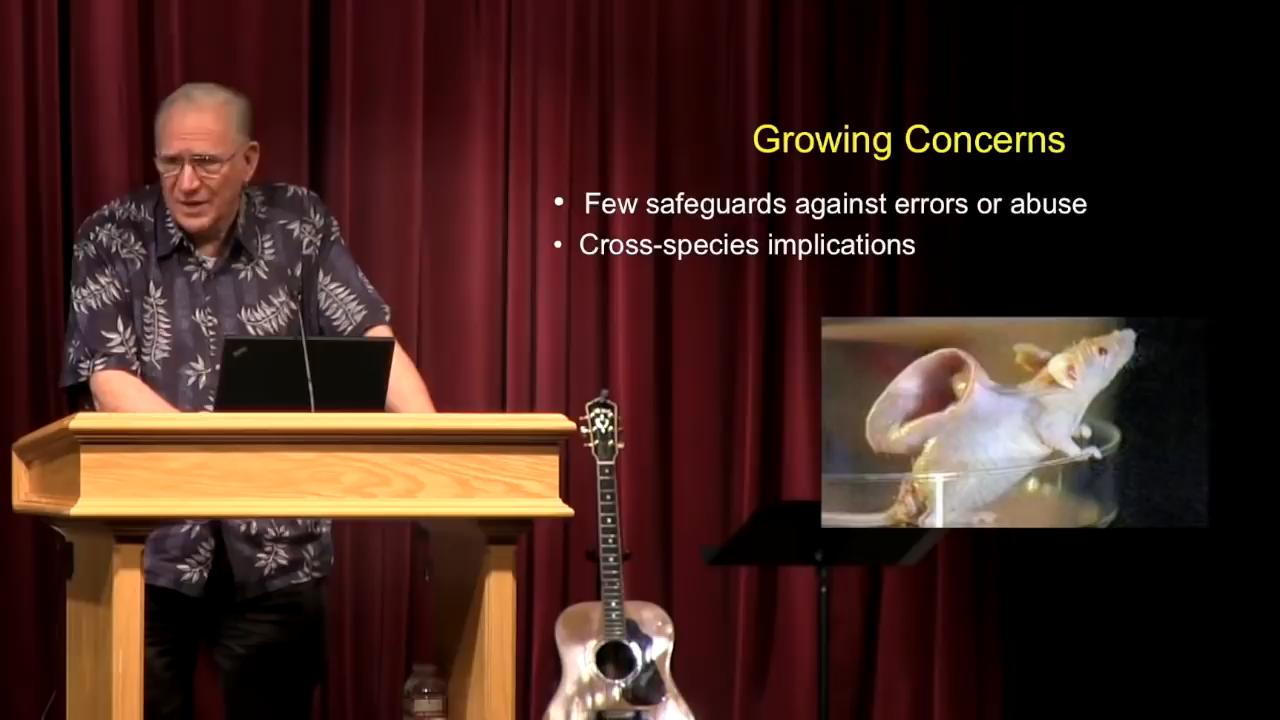 Growing Concerns
• Few safeguards against errors or abuse
• Cross-species implications